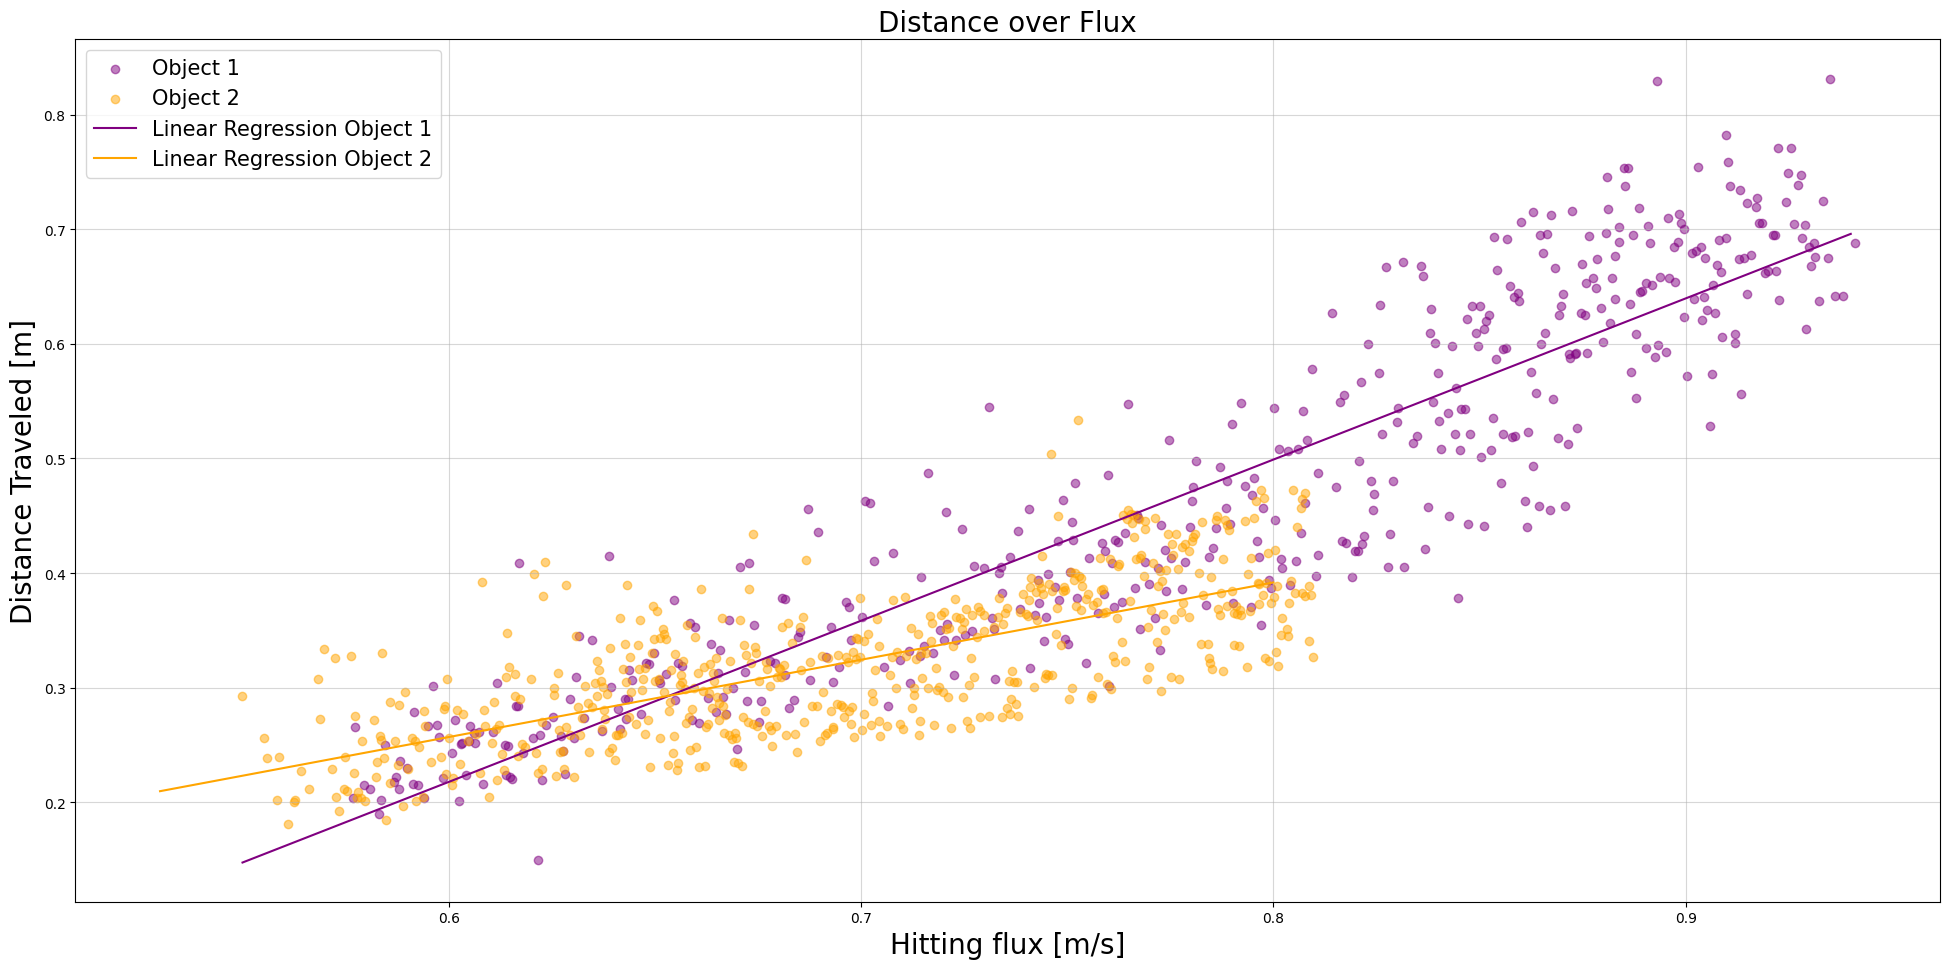 Distance over Flux
Object 1
Object 2
Linear Regression Object 1
Linear Regression Object 2
Distance Traveled [m]
0.8
0.7
0.6
0.5
0.4
0.3
0.2
0.6
0.7
0.8
0.9
Hitting flux [m/s]